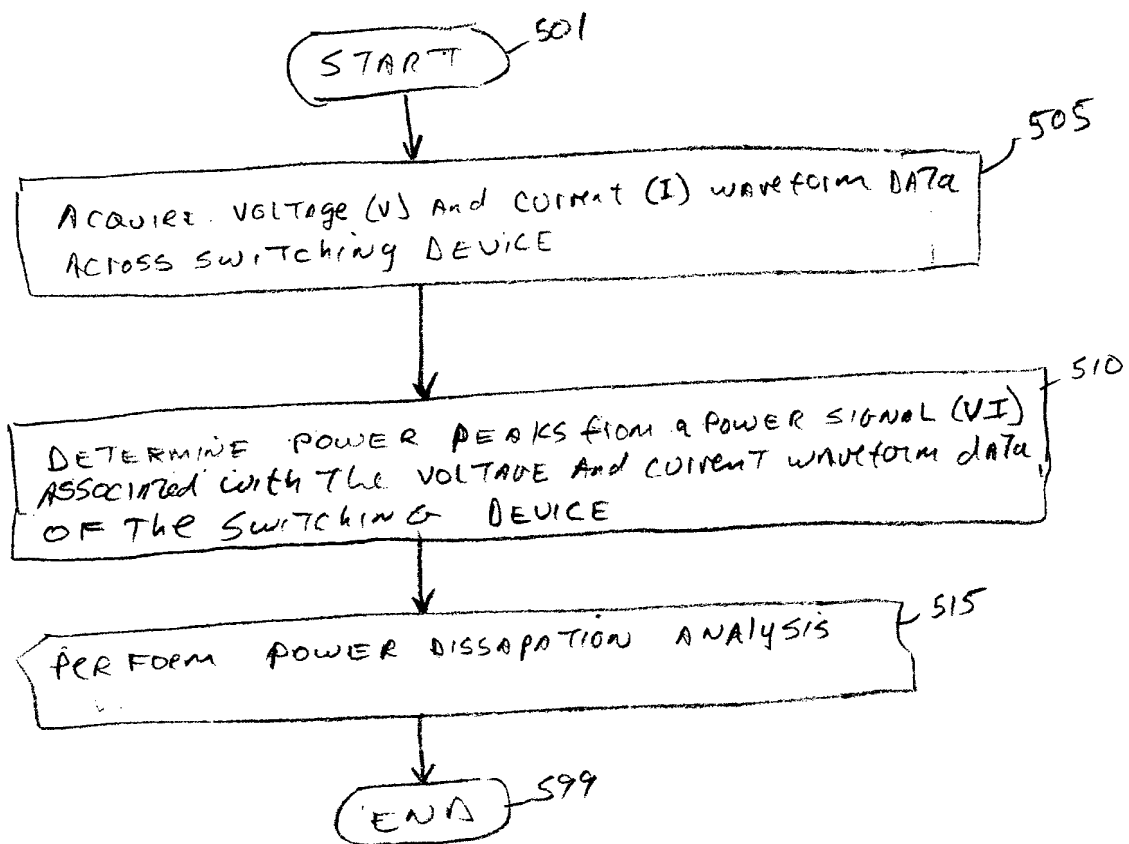 START
501
505
ACQUIRE VOLTAGE (V) And CURRENT (I) WAVEFORM DATA
ACROSS SWITCHING DEVICE
510
DETERMINE POWER PEAKS from a POWER SIGNAL (VI)
ASSOCIATED with The VOLTAGE And CURRENT WAVEFORM data
OF The SWITCHING DEVICE
515
PERFORM POWER DISSAPATION ANALYSIS
END
599